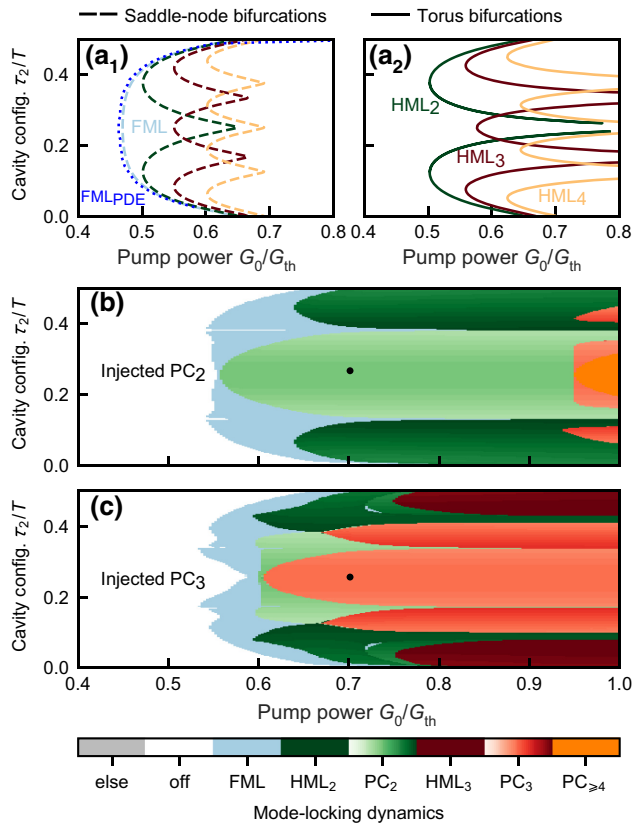 Saddle-node bifurcations
Torus bifurcations
(a1)
(a2)
Cavity config. τ2/T
0.4
0.2
0.0
FML
FMLPDE
HML2
HML3
HML4
0.4 0.5 0.6 0.7 0.8
0.4 0.5 0.6 0.7 0.8
Pump power G0/Gth
Pump power G0/Gth
(b)
Cavity config. τ2/T
0.4
0.2
0.0
Injected PC2
(c)
Cavity config. τ2/T
0.4
0.2
0.0
Injected PC3
0.4 0.5 0.6 0.7 0.8 0.9 1.0
Pump power G0/Gth
else off FML HML2 PC2 HML3 PC3 PC⩾4
Mode-locking dynamics